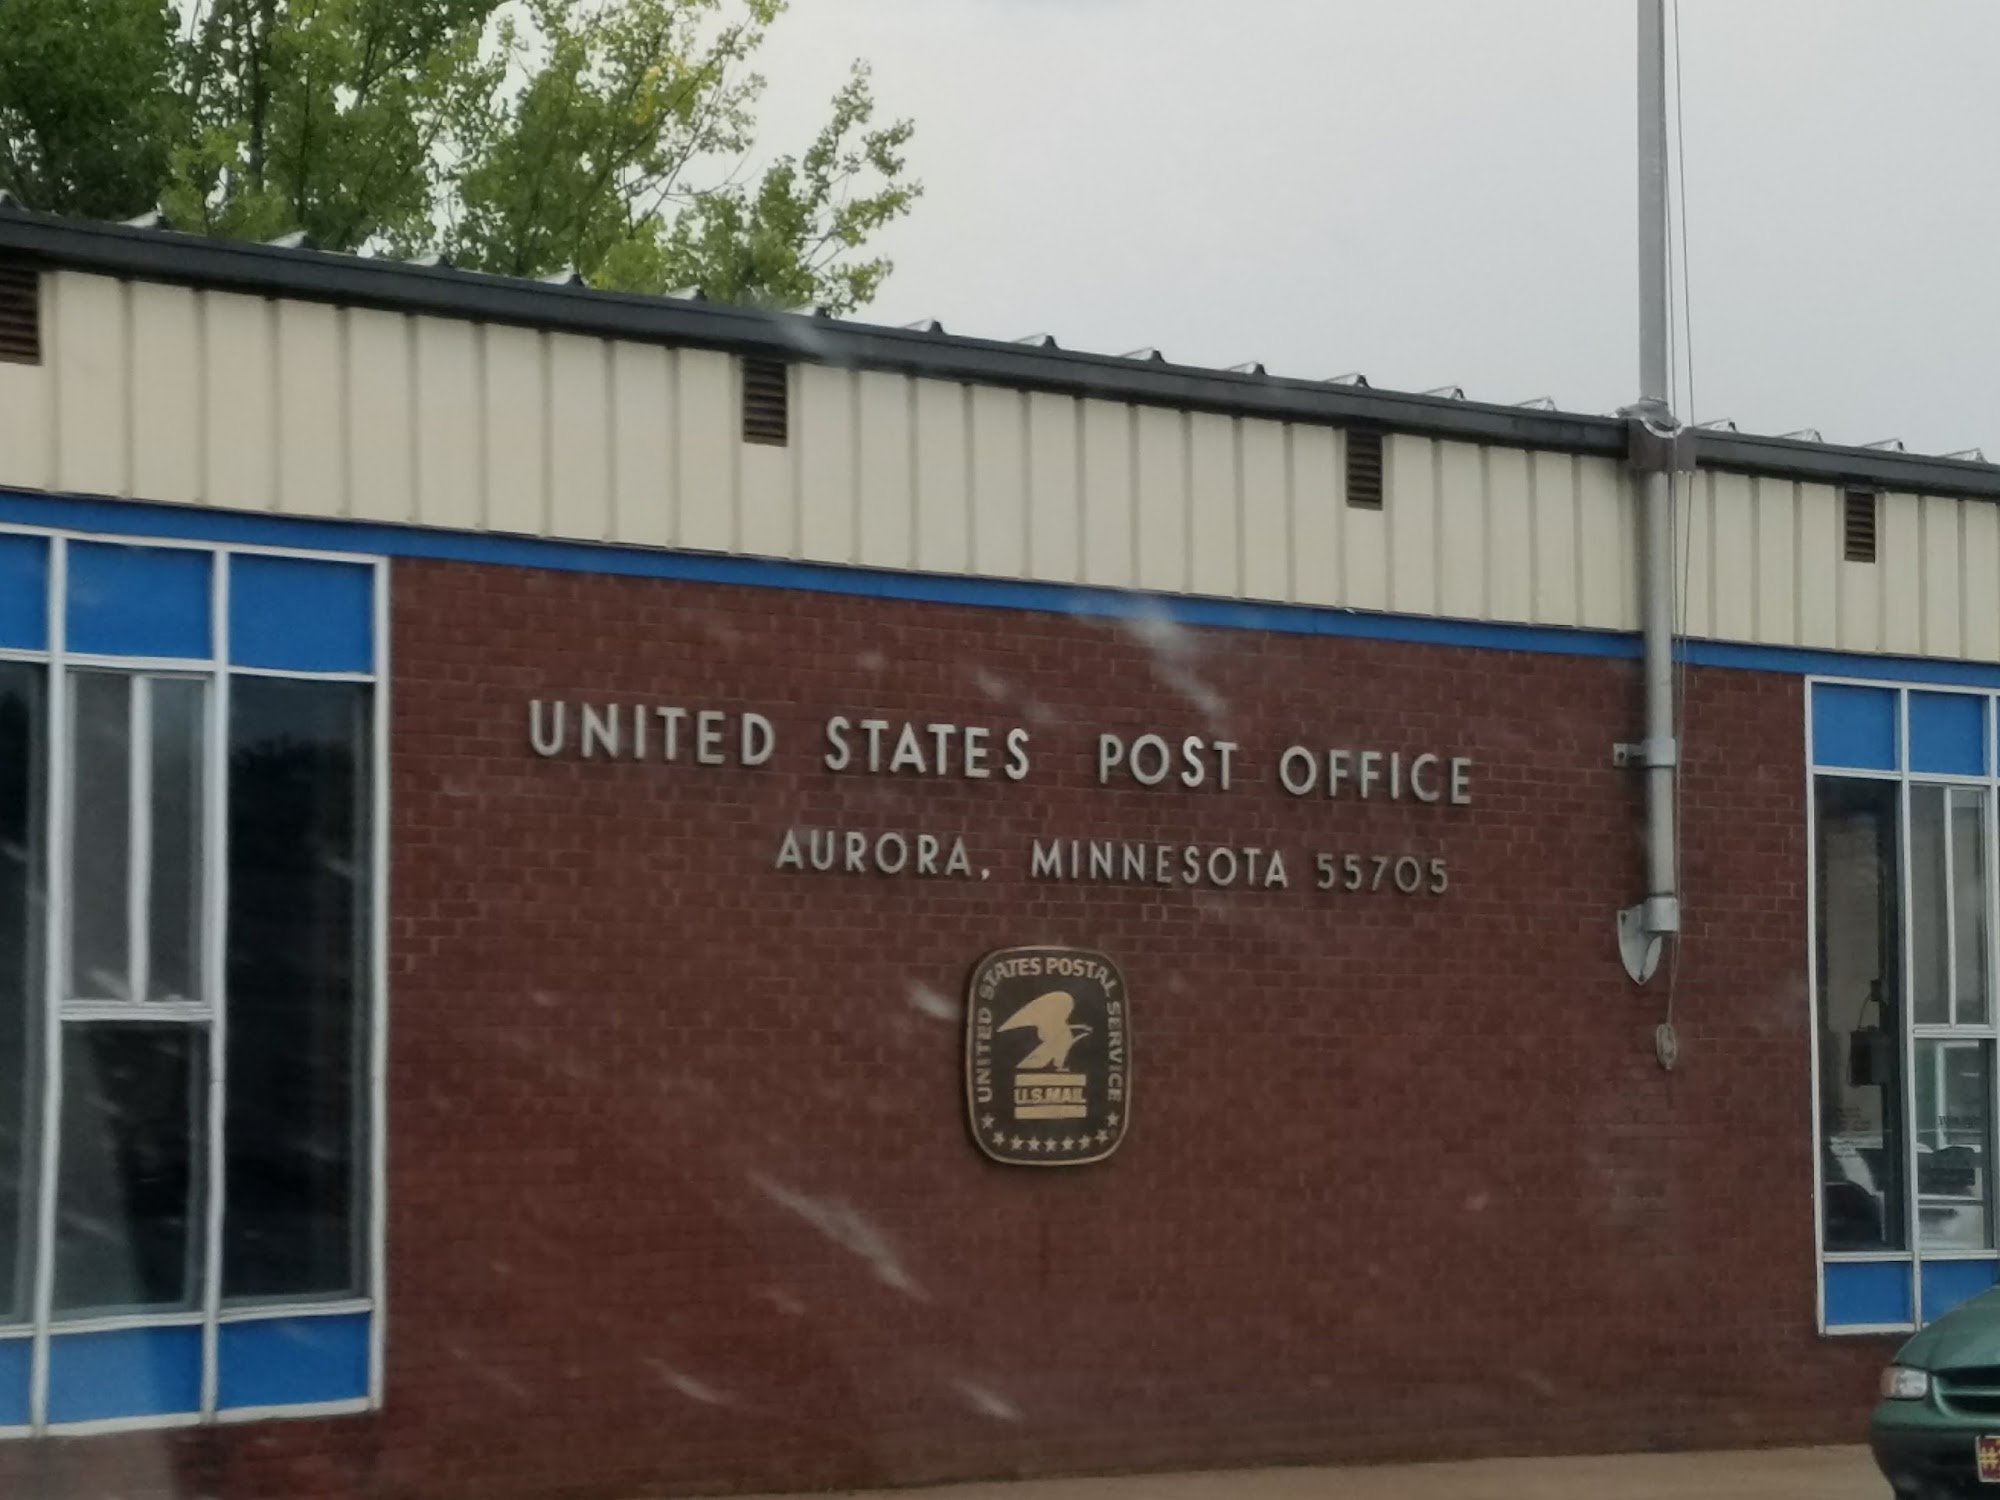 UNITED STATES POST OFFICE
AURORA, MINNESOTA 55705
UNITED STATES POSTAL SERVICE
U.S.MAIL